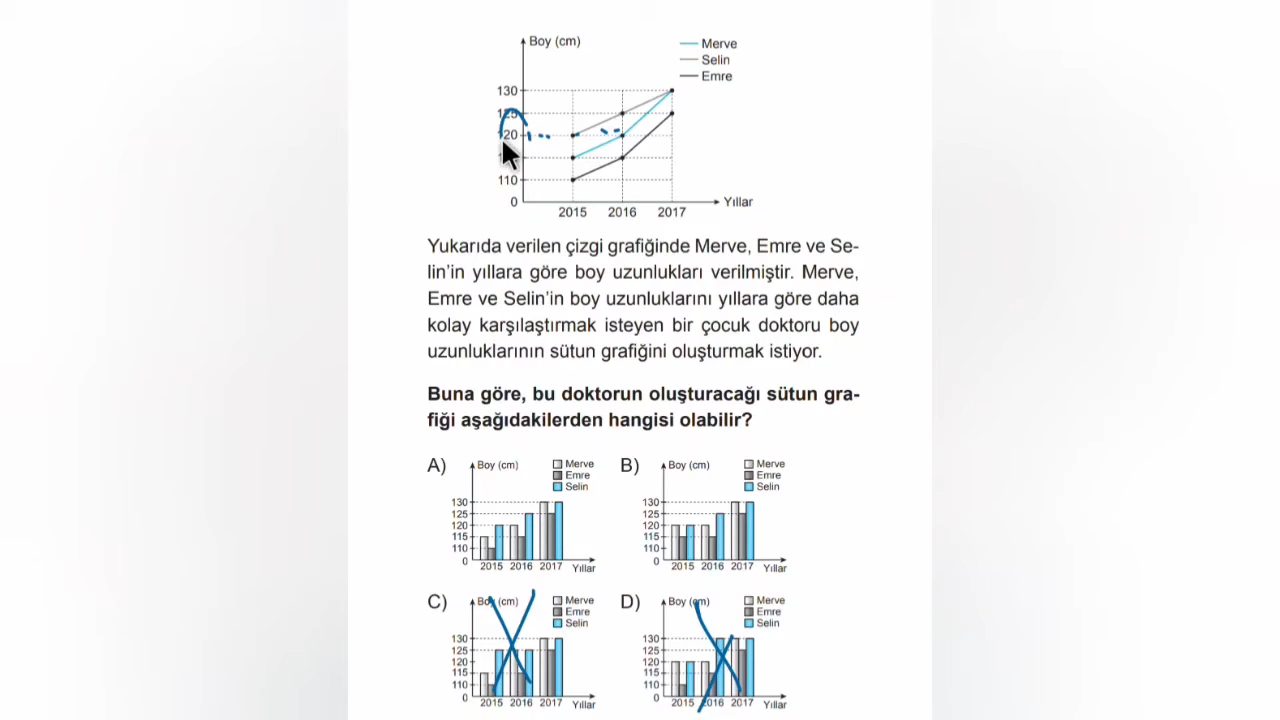 Boy (cm)
Merve
Selin
Emre
130
125
120
110
0
Yıllar
2015 2016 2017
Yukarıda verilen çizgi grafiğinde Merve, Emre ve Se-
lin'in yıllara göre boy uzunlukları verilmiştir. Merve,
Emre ve Selin'in boy uzunluklarını yıllara göre daha
kolay karşılaştırmak isteyen bir çocuk doktoru boy
uzunluklarının sütun grafiğini oluşturmak istiyor.
Buna göre, bu doktorun oluşturacağı sütun gra-
fiği aşağıdakilerden hangisi olabilir?
A) Boy (cm)
Merve
Emre
Selin
130
125
120
115
110
0
2015 2016 2017 Yıllar
B) Boy (cm)
Merve
Emre
Selin
130
125
120
115
110
0
2015 2016 2017 Yıllar
C) Boy (cm)
Merve
Emre
Selin
130
125
120
115
110
0
2015 2016 2017 Yıllar
D) Boy (cm)
Merve
Emre
Selin
130
125
120
115
110
0
2015 2016 2017 Yıllar